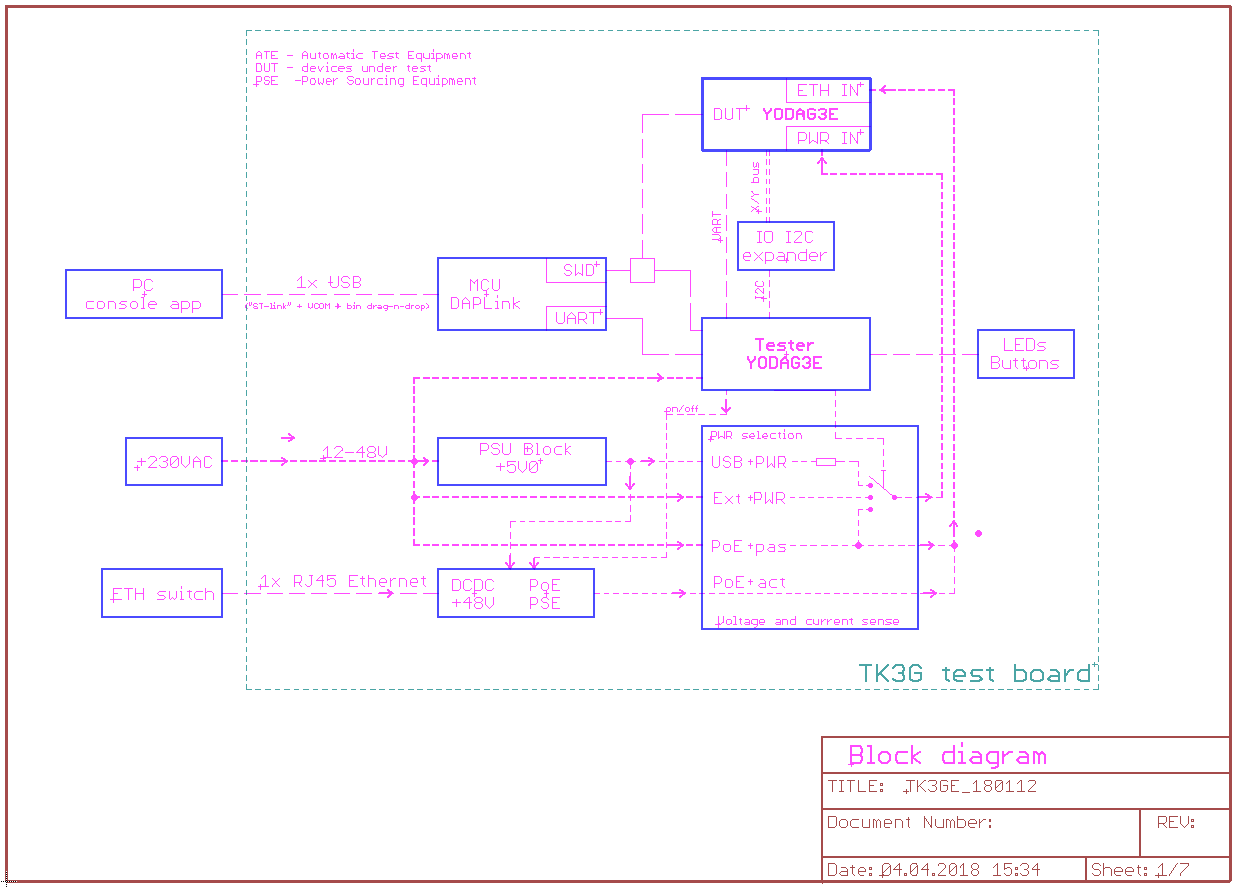 ATE - Automatic Test Equipment
DUT - devices under test
PSE -Power Sourcing Equipment
ETH IN
DUT YODAG3E
PWR IN
X/Y bus
UART
IO I2C
expander
I2C
PC
console app
1x USB
("ST-link" + VCOM + bin drag-n-drop)
MCU
DAPLink
SWD
UART
Tester
YODAG3E
LEDs
Buttons
on/off
+230VAC
12-48V
PSU Block
+5V0
PWR selection
USB PWR
Ext PWR
PoE pas
PoE act
Voltage and current sense
ETH switch
1x RJ45 Ethernet
DCDC
+48V
PoE
PSE
TK3G test board
Block diagram
TITLE: TK3GE_180112
Document Number:
REV:
Date: 04.04.2018 15:34
Sheet: 1/7